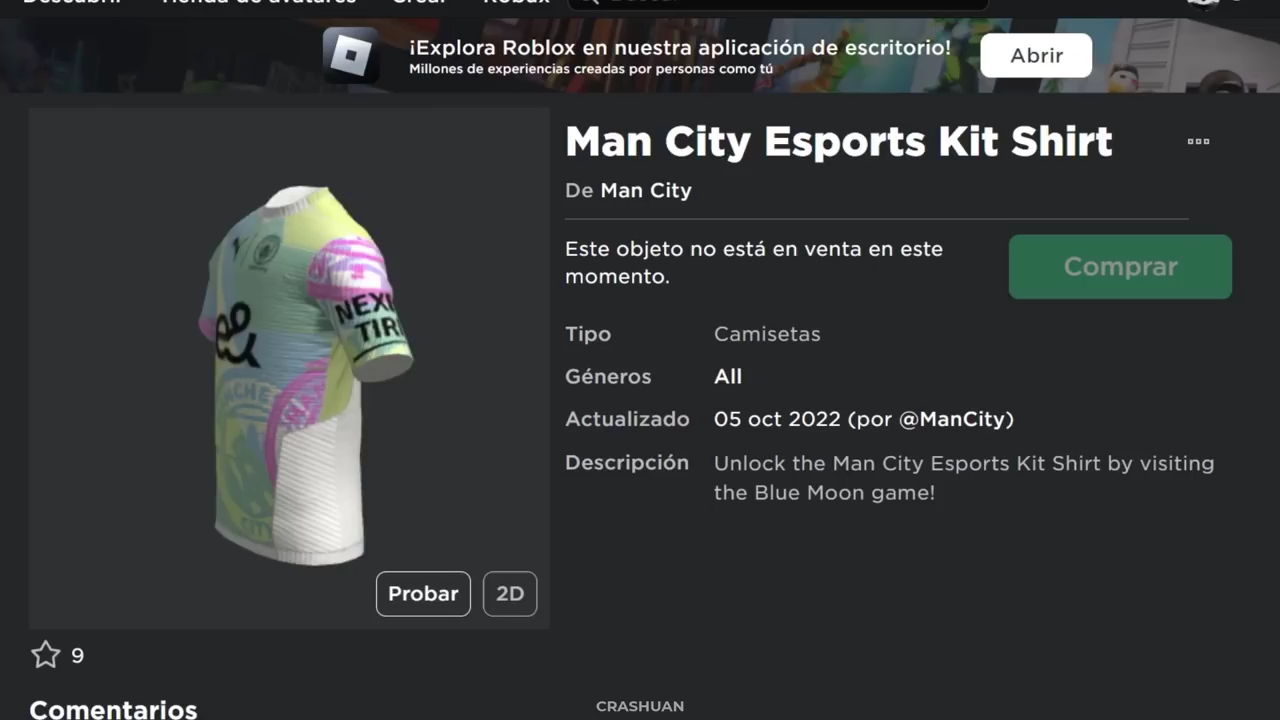 ¡Explora Roblox en nuestra aplicación de escritorio!
Millones de experiencias creadas por personas como tú
Abrir
Man City Esports Kit Shirt
De Man City
Este objeto no está en venta en este
momento.
Comprar
Tipo Camisetas
Géneros All
Actualizado 05 oct 2022 (por @ManCity)
Descripción Unlock the Man City Esports Kit Shirt by visiting
the Blue Moon game!
CITY
Probar
2D
9
Comentarios
CRASHUAN